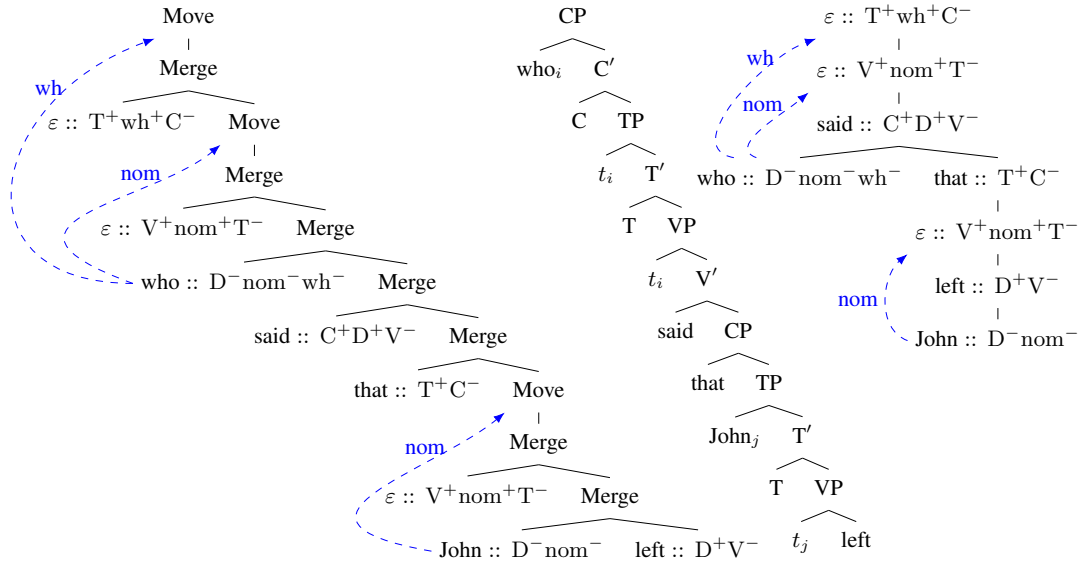 Move
wh
Merge
ε :: T⁺wh⁺C⁻ Move
nom
Merge
ε :: V⁺nom⁺T⁻ Merge
who :: D⁻nom⁻wh⁻ Merge
said :: C⁺D⁺V⁻ Merge
that :: T⁺C⁻ Move
nom
Merge
ε :: V⁺nom⁺T⁻ Merge
John :: D⁻nom⁻ left :: D⁺V⁻
CP
whoᵢ C′
C TP
tᵢ T′
T VP
tᵢ V′
said CP
that TP
Johnⱼ T′
T VP
tⱼ left
ε :: T⁺wh⁺C⁻
wh
ε :: V⁺nom⁺T⁻
nom
said :: C⁺D⁺V⁻
who :: D⁻nom⁻wh⁻ that :: T⁺C⁻
ε :: V⁺nom⁺T⁻
left :: D⁺V⁻
nom
John :: D⁻nom⁻